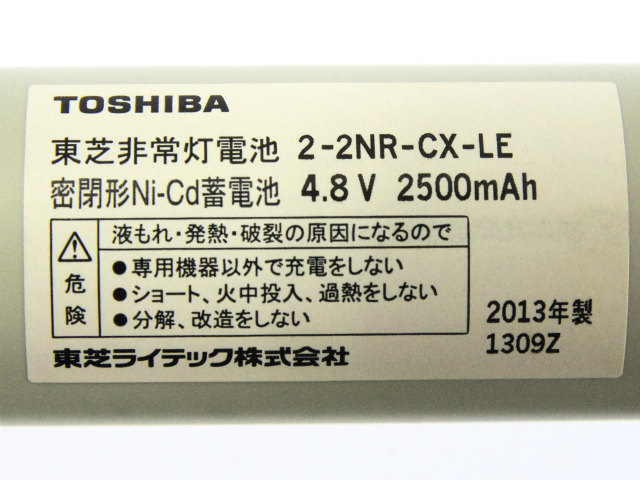 TOSHIBA
東芝非常灯電池 2-2NR-CX-LE
密閉形Ni-Cd蓄電池 4.8V 2500mAh
危険
液もれ・発熱・破裂の原因になるので
●専用機器以外で充電をしない
●ショート、火中投入、過熱をしない
●分解、改造をしない
2013年製
1309Z
東芝ライテック株式会社